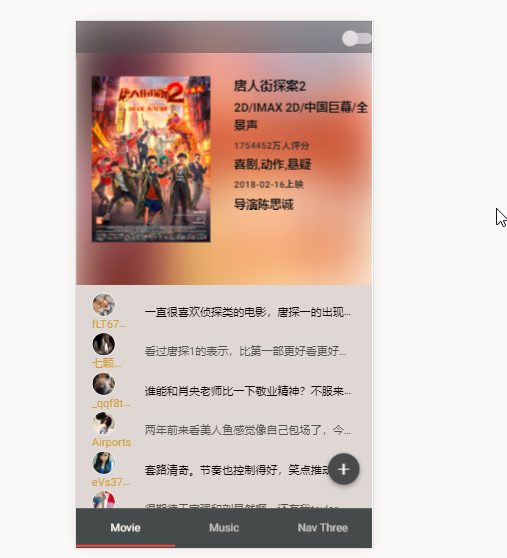 唐人街探案2
唐人街探案2
2D/IMAX 2D/中国巨幕/全
景声
1754452万人评分
喜剧,动作,悬疑
2018-02-16上映
导演陈思诚
一直很喜欢侦探类的电影，唐探一的出现...
fLT67...
看过唐探1的表示，比第一部更好看更好...
七颗...
谁能和肖央老师比一下敬业精神？不服来...
_qqf8t...
两年前来看美人鱼感觉像自己包场了，今...
Airports
套路清奇。节奏也控制得好，笑点推动
eVs37...
+
Movie Music Nav Three